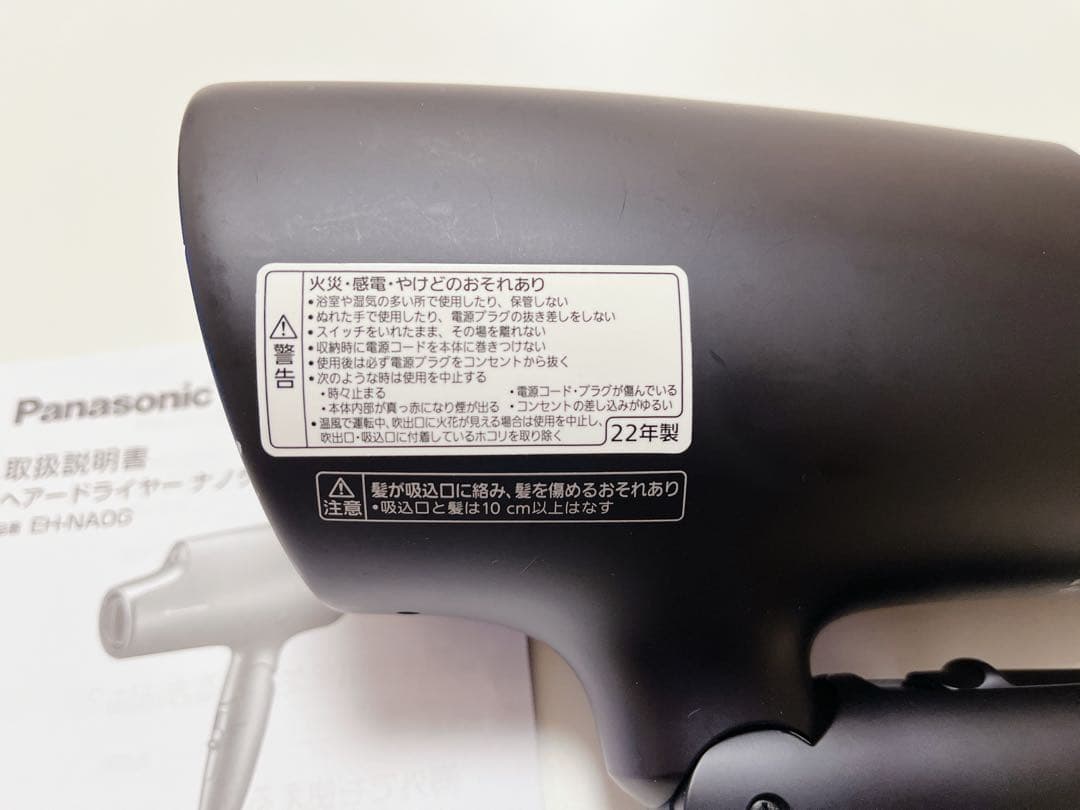 火災・感電・やけどのおそれあり
•浴室や湿気の多い所で使用したり、保管しない
•ぬれた手で使用したり、電源プラグの抜き差しをしない
•スイッチをいれたまま、その場を離れない
•収納時に電源コードを本体に巻きつけない
•使用後は必ず電源プラグをコンセントから抜く
•次のような時は使用を中止する
•時々止まる •電源コード・プラグが傷んでいる
•本体内部が真っ赤になり煙が出る •コンセントの差し込みがゆるい
•温風で運転中、吹出口に火花が見える場合は使用を中止し、
吹出口・吸込口に付着しているホコリを取り除く
警告
22年製
注意
髪が吸込口に絡み、髪を傷めるおそれあり
•吸込口と髪は10 cm以上はなす
Panasonic
取扱説明書
ヘアードライヤー ナノ
EH-NA0G